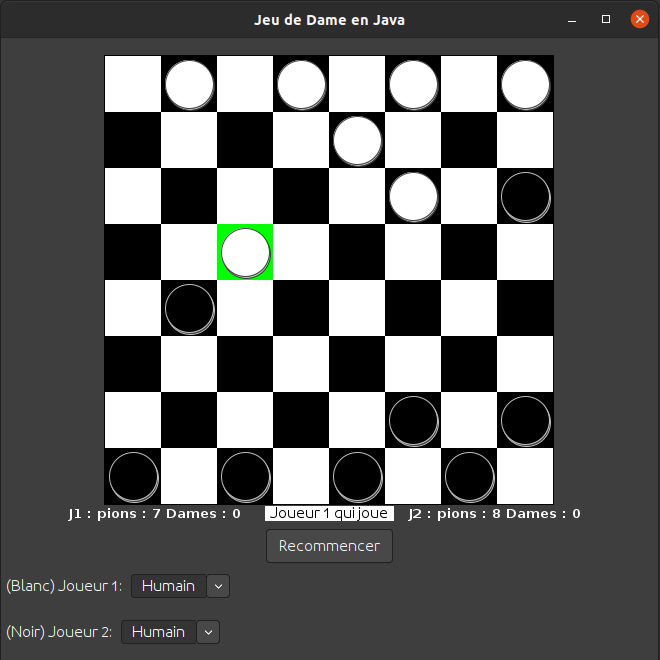 Jeu de Dame en Java
J1 : pions : 7 Dames : 0 Joueur 1 qui joue J2 : pions : 8 Dames : 0
Recommencer
(Blanc) Joueur 1: Humain
(Noir) Joueur 2: Humain